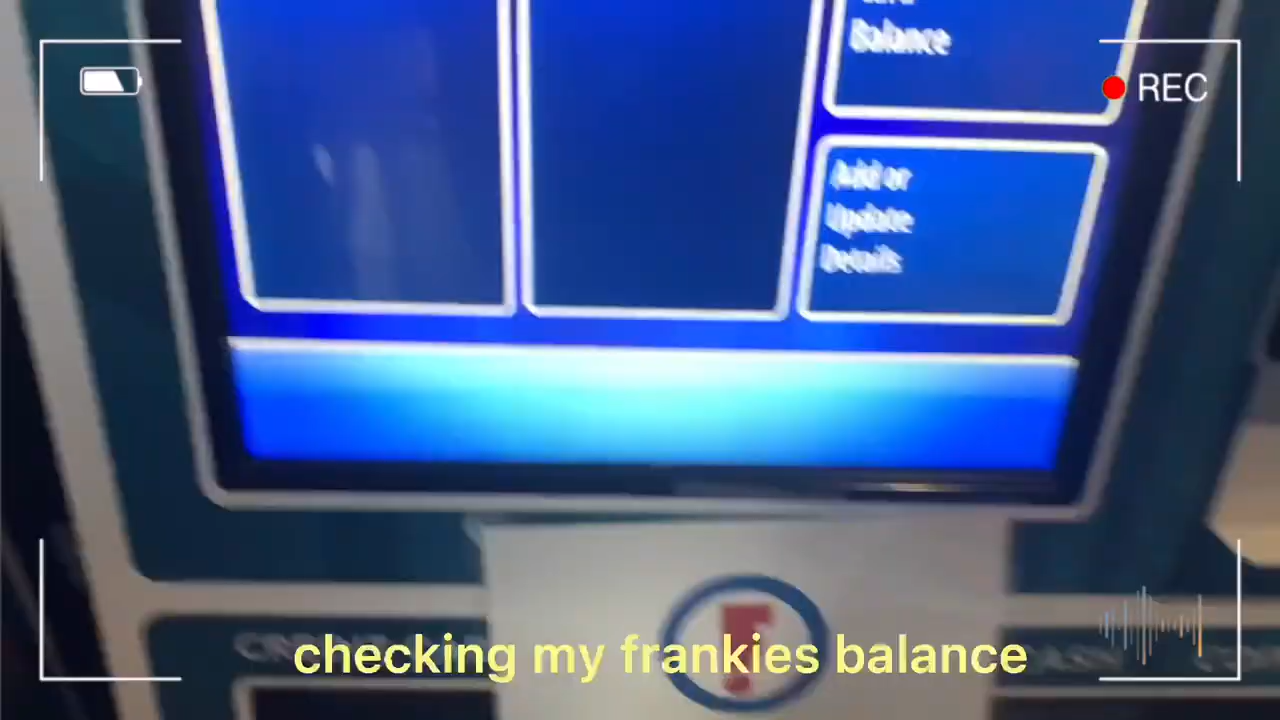 Balance
REC
Add or
Update
Details
checking my frankies balance